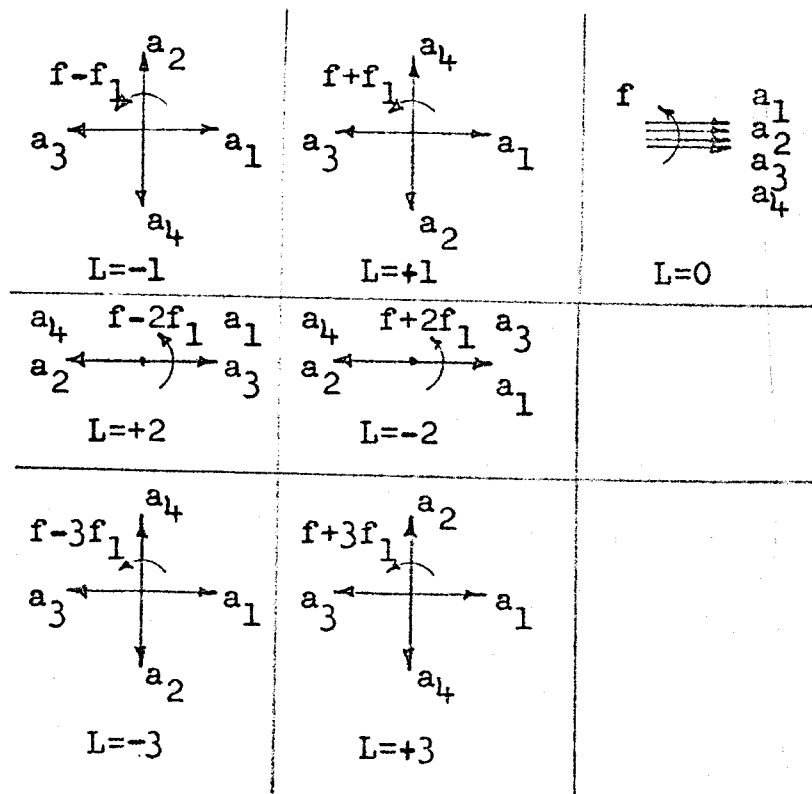 a2
f-f1
a3 a1
a4
L=-1
a4
f+f1
a3 a1
a2
L=+1
f
a1
a2
a3
a4
L=0
a4 f-2f1 a1
a2 a3
L=+2
a4 f+2f1 a3
a2 a1
L=-2
a4
f-3f1
a3 a1
a2
L=-3
a2
f+3f1
a3 a1
a4
L=+3